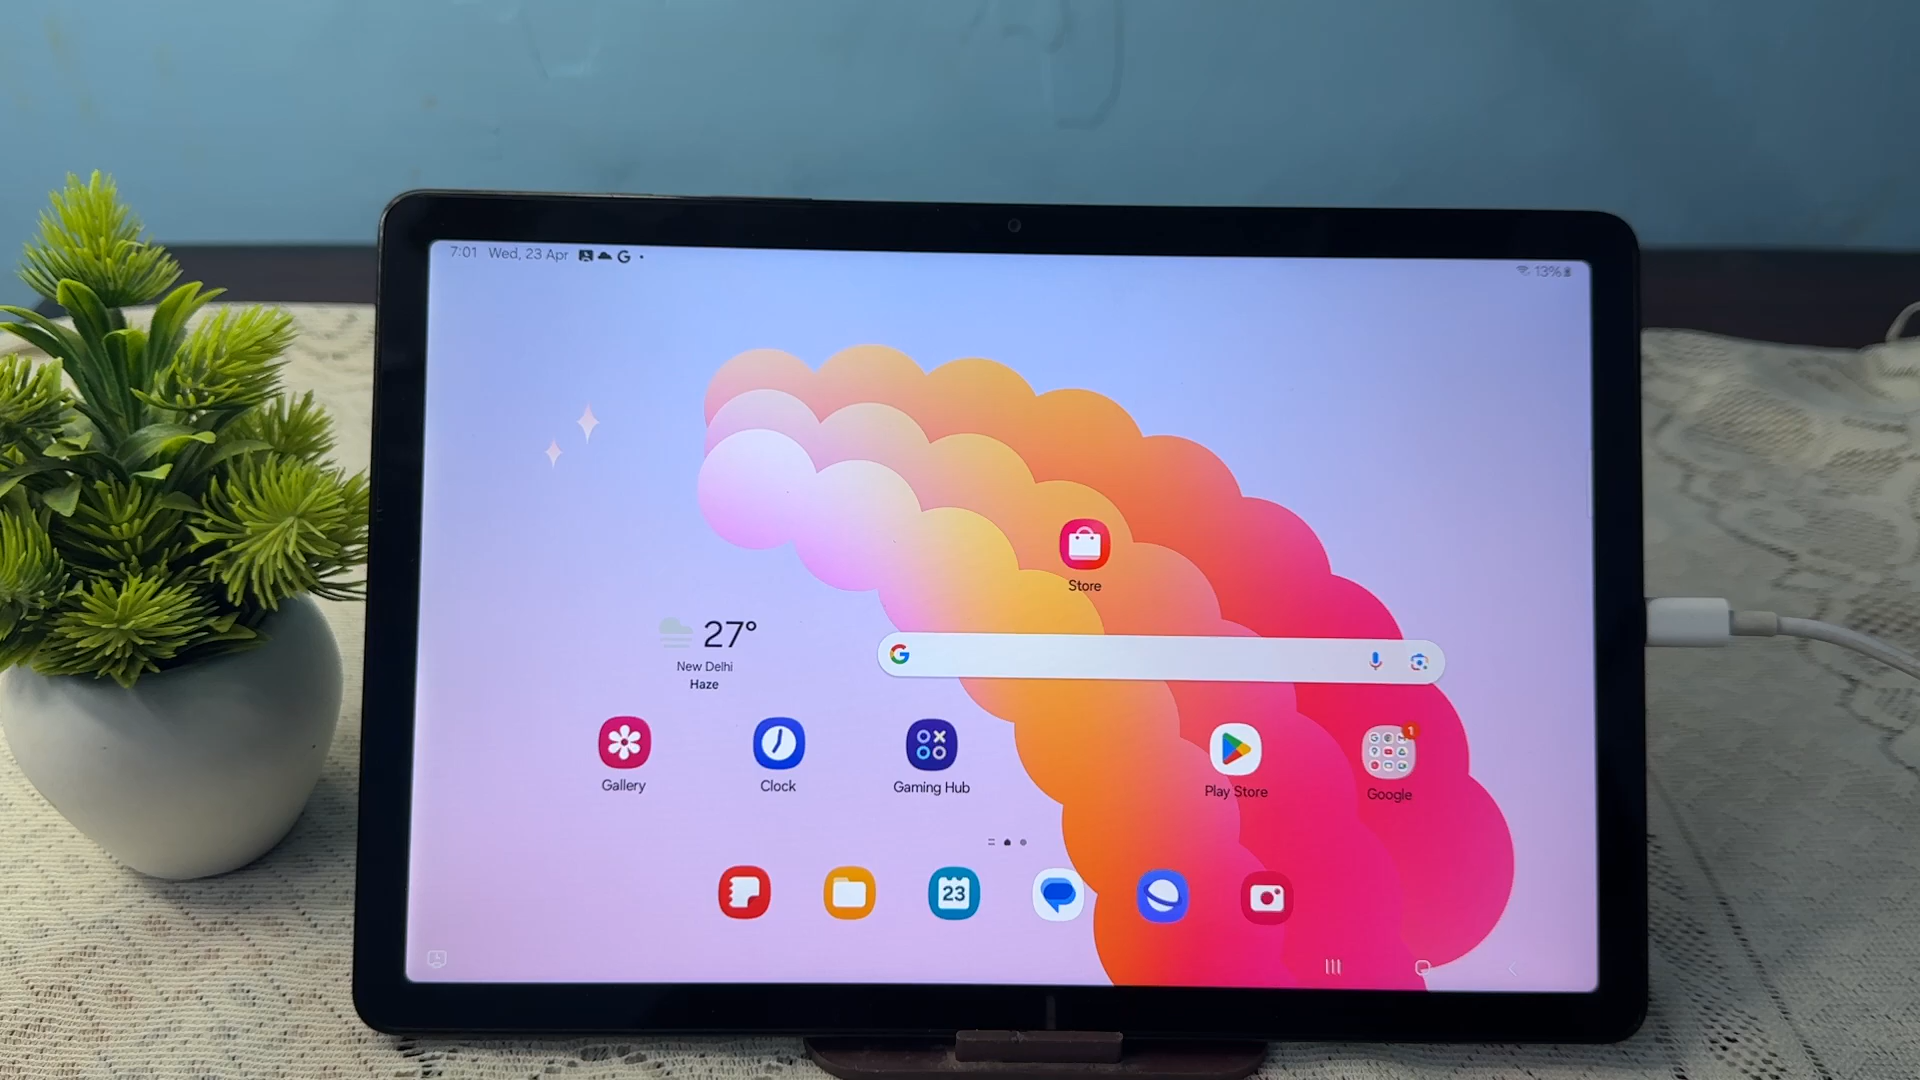 7:01 Wed, 23 Apr G
13%
Store
27°
New Delhi
Haze
G
Gallery
Clock
Gaming Hub
Play Store
1
Google
23